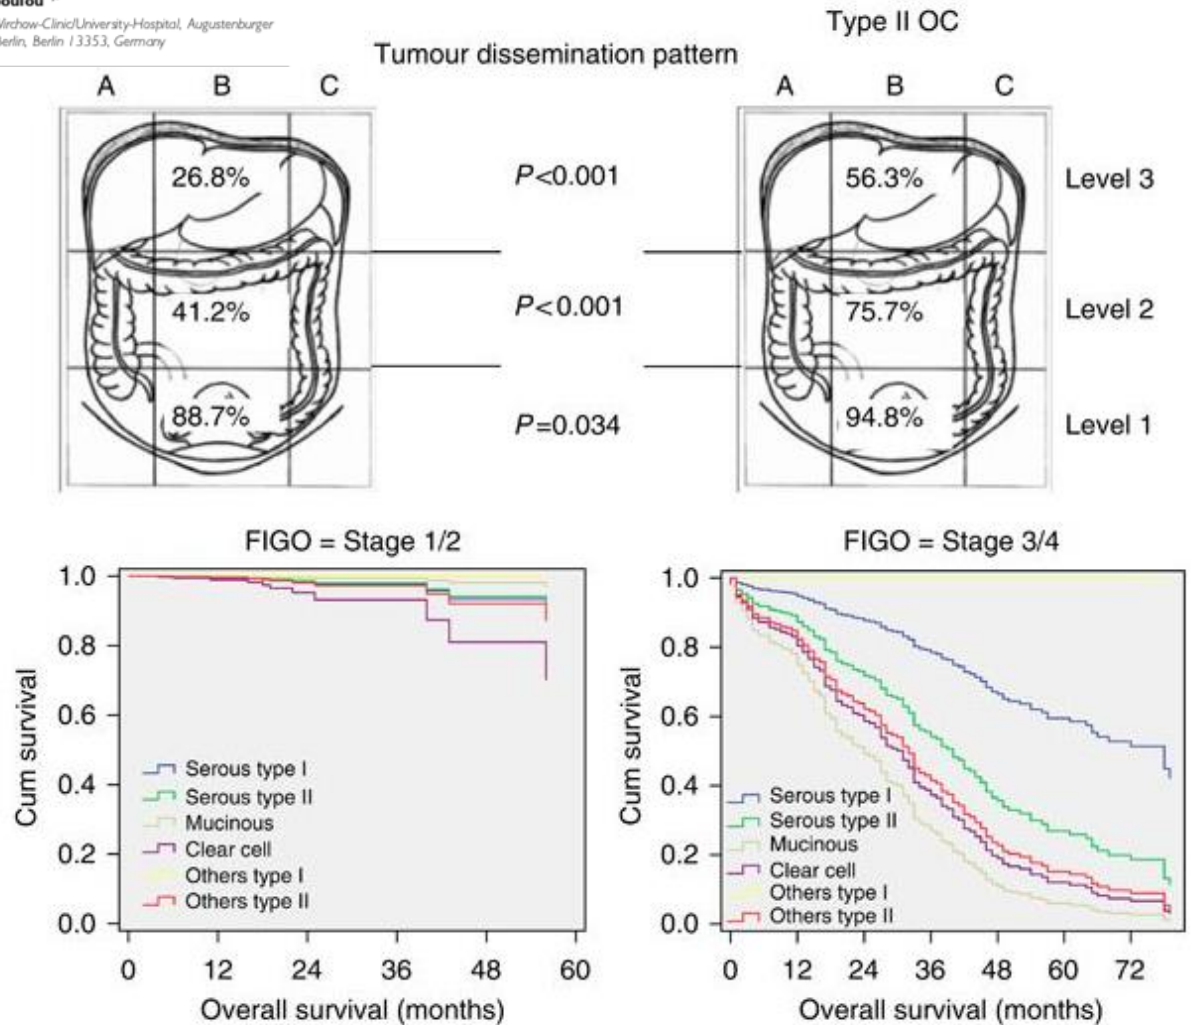 Virchow-Clinic/University-Hospital, Augustenburger
Berlin, Berlin 13353, Germany
Type II OC
Tumour dissemination pattern
A B C
A B C
26.8%
P<0.001
56.3%
Level 3
41.2%
P<0.001
75.7%
Level 2
88.7%
P=0.034
94.8%
Level 1
FIGO = Stage 1/2
Cum survival
1.0
0.8
0.6
0.4
0.2
0.0
Serous type I
Serous type II
Mucinous
Clear cell
Others type I
Others type II
0 12 24 36 48 60
Overall survival (months)
FIGO = Stage 3/4
Cum survival
1.0
0.8
0.6
0.4
0.2
0.0
Serous type I
Serous type II
Mucinous
Clear cell
Others type I
Others type II
0 12 24 36 48 60 72
Overall survival (months)